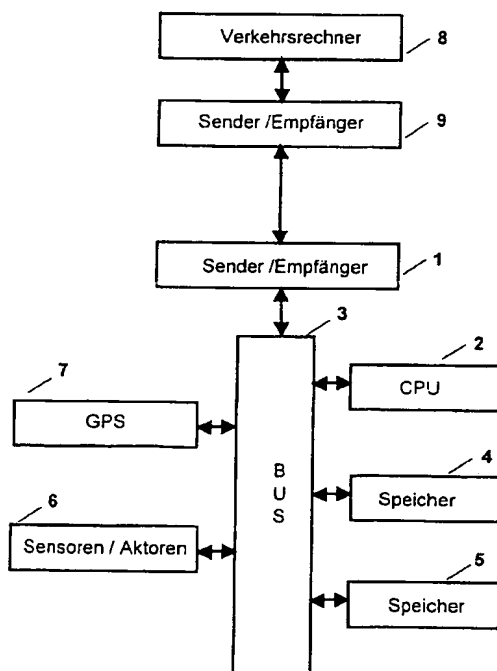 Verkehrsrechner
8
Sender /Empfänger
9
Sender /Empfänger
1
3
2
CPU
7
GPS
BUS
4
Speicher
6
Sensoren / Aktoren
5
Speicher